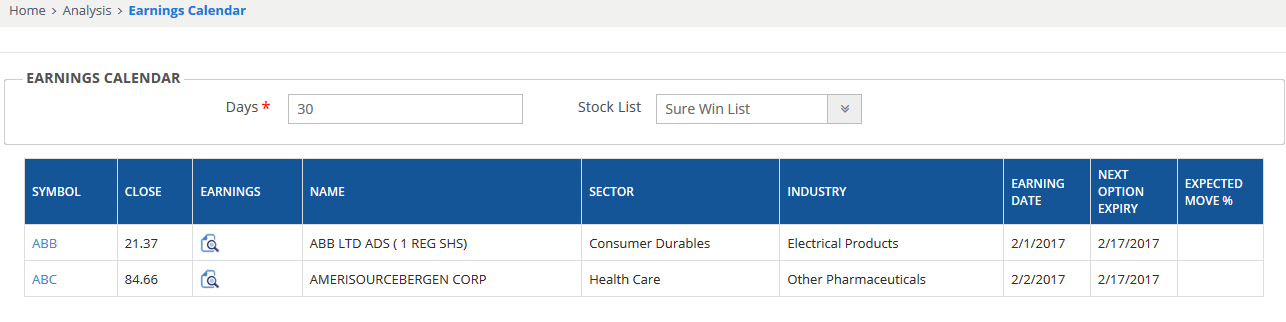 Home > Analysis > Earnings Calendar
EARNINGS CALENDAR
Days * 30 Stock List Sure Win List
SYMBOL CLOSE EARNINGS NAME SECTOR INDUSTRY EARNING DATE NEXT OPTION EXPIRY EXPECTED MOVE %
ABB 21.37 ABB LTD ADS ( 1 REG SHS) Consumer Durables Electrical Products 2/1/2017 2/17/2017
ABC 84.66 AMERISOURCEBERGEN CORP Health Care Other Pharmaceuticals 2/2/2017 2/17/2017